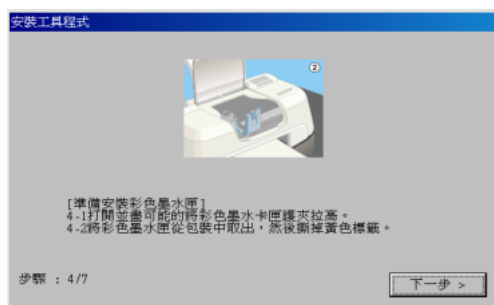 安裝工具程式
2
[準備安裝彩色墨水匣]
4-1打開並盡可能的將彩色墨水卡匣護夾拉高。
4-2將彩色墨水匣從包裝中取出，然後撕掉黃色標籤。
步驟 : 4/7
下一步 >